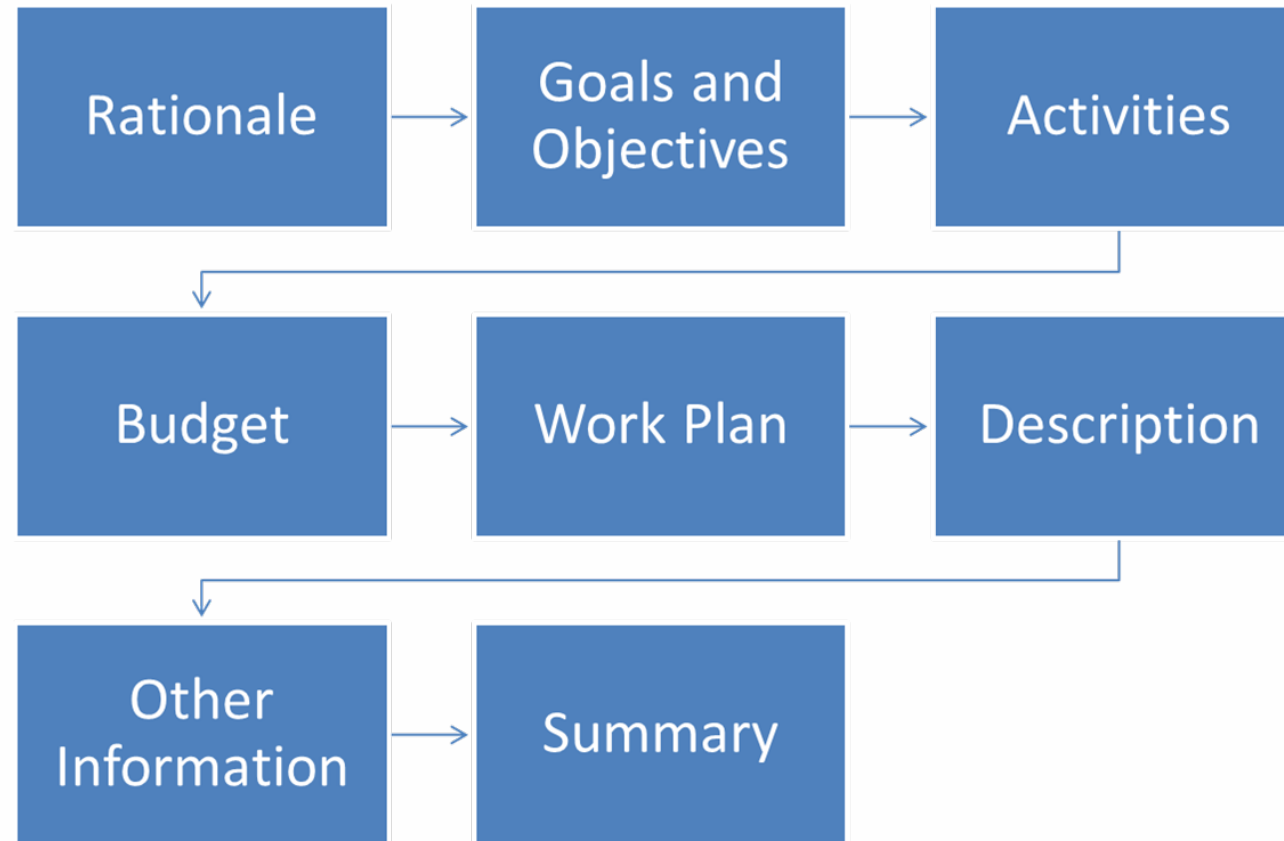 Rationale
Goals and
Objectives
Activities
Budget
Work Plan
Description
Other
Information
Summary